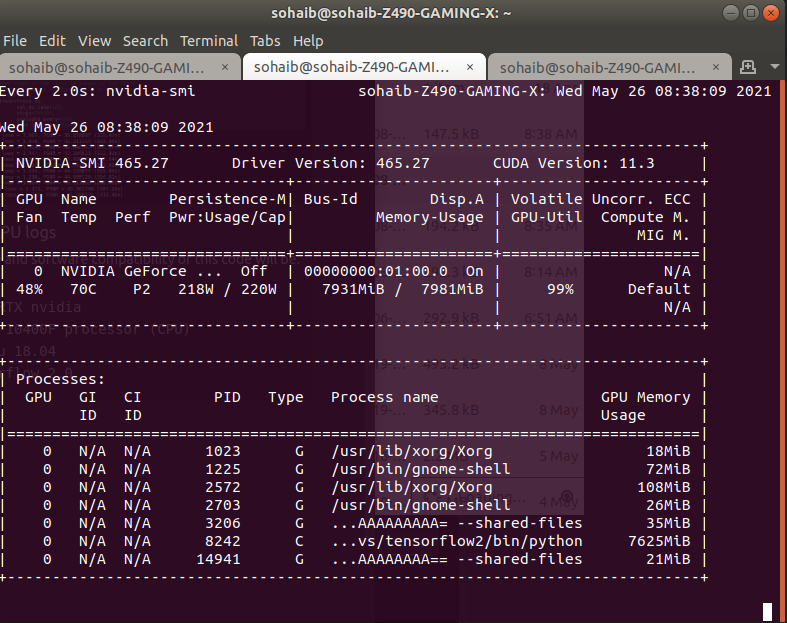 sohaib@sohaib-Z490-GAMING-X: ~
File Edit View Search Terminal Tabs Help
sohaib@sohaib-Z490-GAMI... × sohaib@sohaib-Z490-GAMI... × sohaib@sohaib-Z490-GAMI... ×
Every 2.0s: nvidia-smi sohaib-Z490-GAMING-X: Wed May 26 08:38:09 2021
Wed May 26 08:38:09 2021
+-----------------------------------------------------------------------------+
| NVIDIA-SMI 465.27       Driver Version: 465.27       CUDA Version: 11.3     |
|-------------------------------+----------------------+----------------------+
| GPU  Name        Persistence-M| Bus-Id        Disp.A | Volatile Uncorr. ECC |
| Fan  Temp  Perf  Pwr:Usage/Cap|         Memory-Usage | GPU-Util  Compute M. |
|                               |                      |               MIG M. |
|===============================+======================+======================|
|   0  NVIDIA GeForce ...  Off  | 00000000:01:00.0  On |                  N/A |
| 48%   70C    P2   218W / 220W |   7931MiB /  7981MiB |     99%      Default |
|                               |                      |                  N/A |
+-------------------------------+----------------------+----------------------+
+-----------------------------------------------------------------------------+
| Processes:                                                                  |
|  GPU   GI   CI        PID   Type   Process name                  GPU Memory |
|        ID   ID                                                   Usage      |
|=============================================================================|
|    0   N/A  N/A      1023      G   /usr/lib/xorg/Xorg                 18MiB |
|    0   N/A  N/A      1225      G   /usr/bin/gnome-shell               72MiB |
|    0   N/A  N/A      2572      G   /usr/lib/xorg/Xorg                108MiB |
|    0   N/A  N/A      2703      G   /usr/bin/gnome-shell               26MiB |
|    0   N/A  N/A      3206      G   ...AAAAAAAAA= --shared-files       35MiB |
|    0   N/A  N/A      8242      C   ...vs/tensorflow2/bin/python     7625MiB |
|    0   N/A  N/A     14941      G   ...AAAAAAAA== --shared-files       21MiB |
+-----------------------------------------------------------------------------+